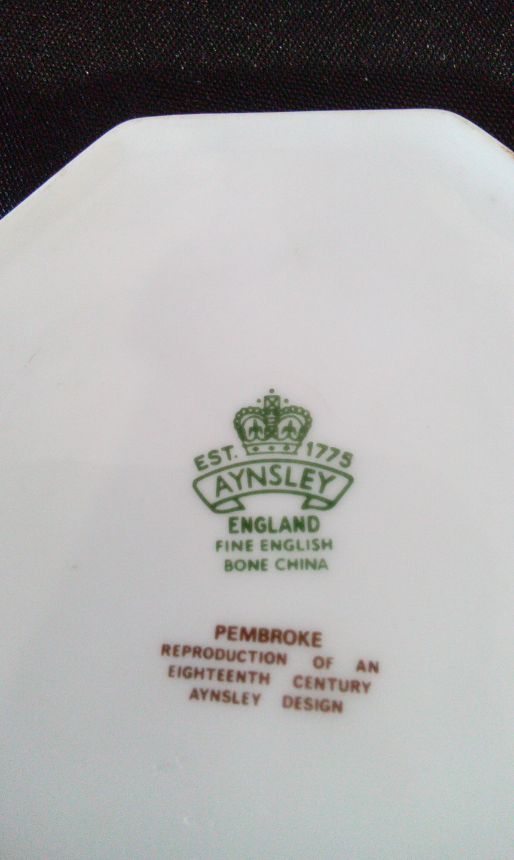 EST. 1775
AYNSLEY
ENGLAND
FINE ENGLISH
BONE CHINA
PEMBROKE
REPRODUCTION OF AN
EIGHTEENTH CENTURY
AYNSLEY DESIGN